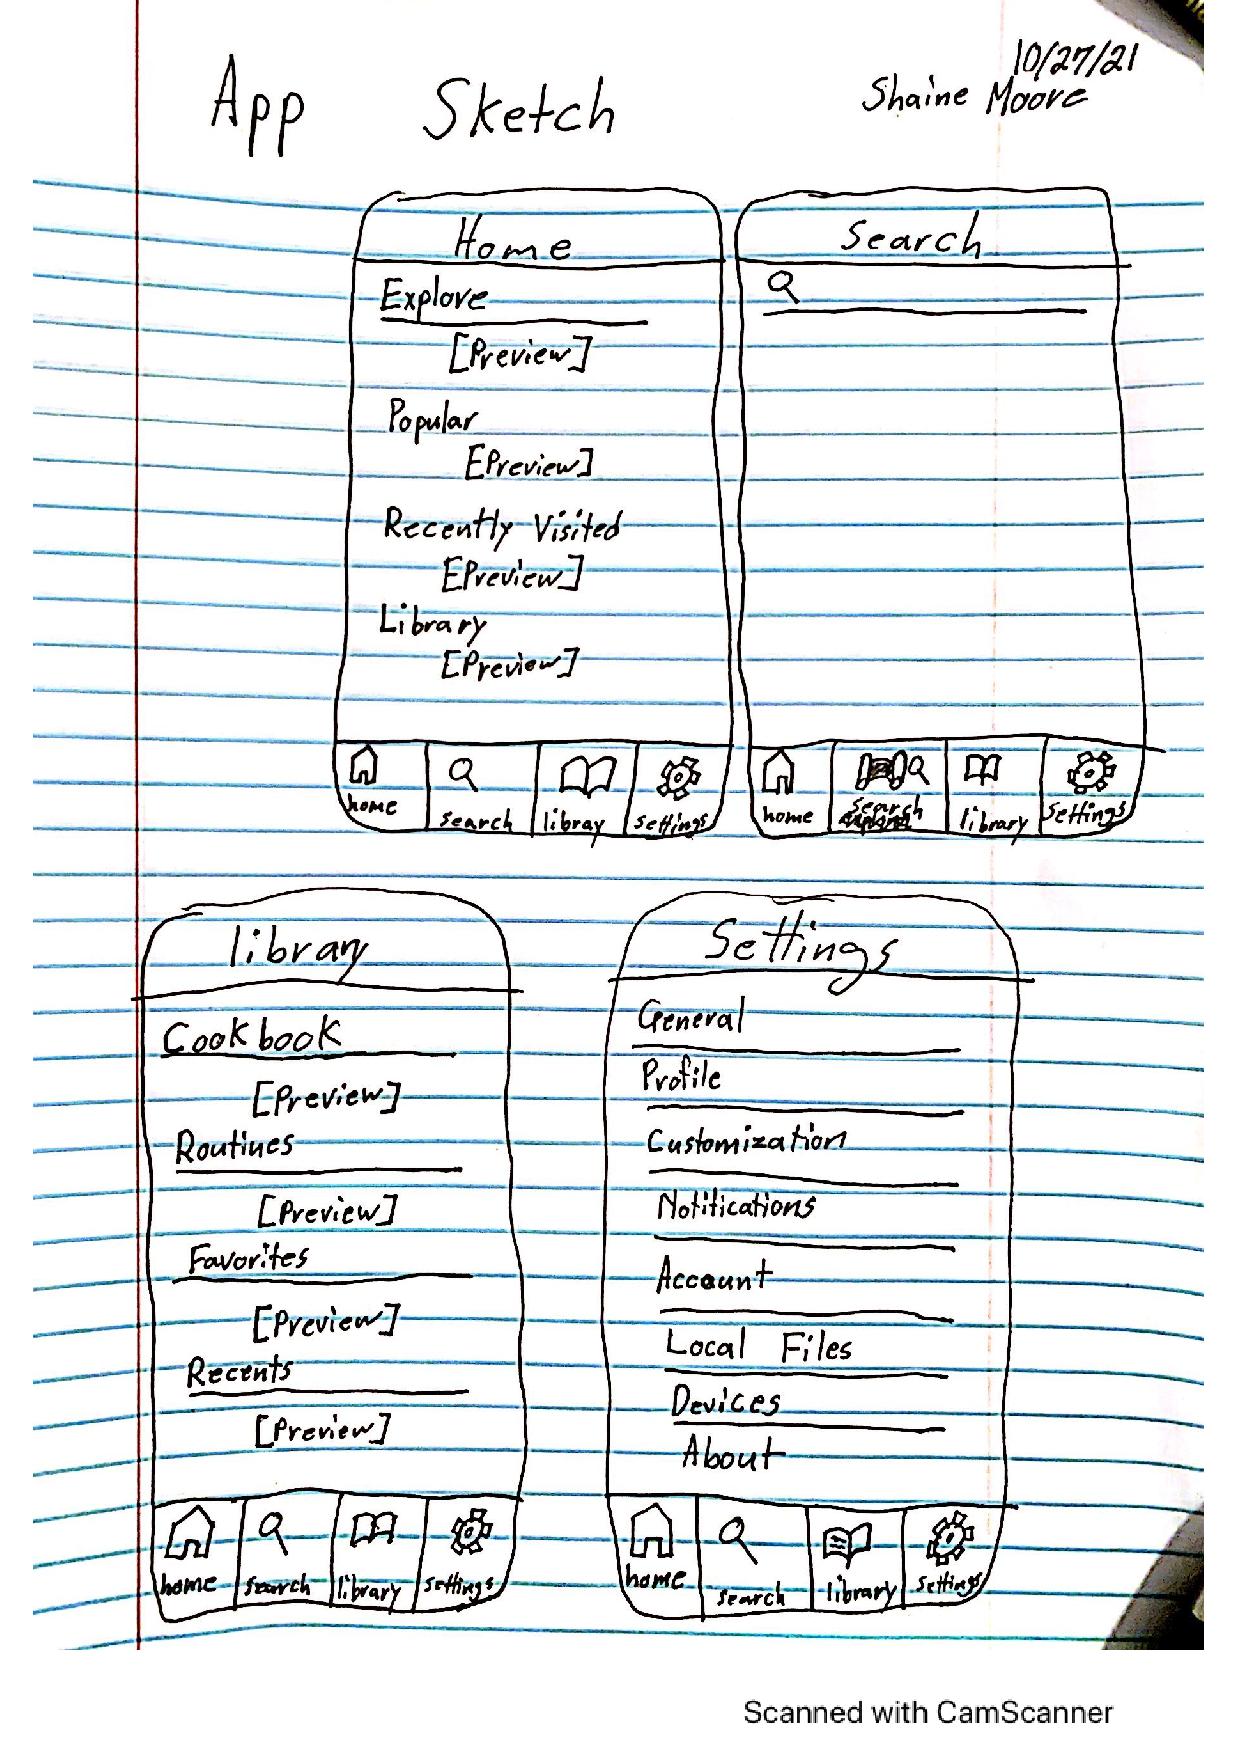 10/27/21
App Sketch
Shaine Moore
Home
Explore
[Preview]
Popular
[Preview]
Recently Visited
[Preview]
Library
[Preview]
home search libray settings
Search
home search library settings
library
Cookbook
[Preview]
Routines
[Preview]
Favorites
[Preview]
Recents
[Preview]
home search library settings
Settings
General
Profile
Customization
Notifications
Account
Local Files
Devices
About
home search library settings
Scanned with CamScanner